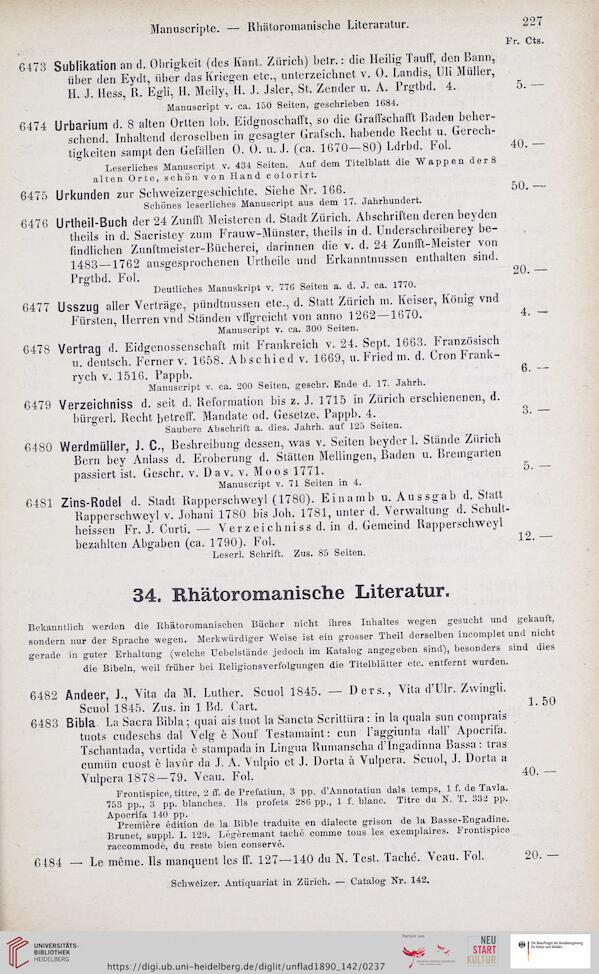 Manuscripte. — Rhätoromanische Literaratur. 227
Fr. Cts.
6473 Sublikation an d. Obrigkeit (des Kant. Zürich) betr.: die Heilig Tauff, den Bann,
über den Eydt, über das Kriegen etc., unterzeichnet v. O. Landis, Uli Müller,
H. J. Hess, R. Egli, H. Meily, H. J. Jsler, St. Zender u. A. Prgtbd. 4. 5. —
Manuscript v. ca. 150 Seiten, geschrieben 1684.
6474 Urbarium d. 8 alten Ortten lob. Eidgnoschafft, so die Graffschafft Baden beher-
schend. Inhaltend deroselben in gesagter Grafsch. habende Recht u. Gerech-
tigkeiten sampt den Gefällen O. O. u. J. (ca. 1670—80) Ldrbd. Fol. 40. —
Leserliches Manuscript v. 434 Seiten. Auf dem Titelblatt die Wappen der 8
alten Orte, schön von Hand colorirt.
6475 Urkunden zur Schweizergeschichte. Siehe Nr. 166. 50. —
Schönes leserliches Manuscript aus dem 17. Jahrhundert.
6476 Urtheil-Buch der 24 Zunfft Meisteren d. Stadt Zürich. Abschriften deren beyden
theils in d. Sacristey zum Frauw-Münster, theils in d. Underschreiberey be-
findlichen Zunftmeister-Bücherei, darinnen die v. d. 24 Zunfft-Meister von
1483—1762 ausgesprochenen Urtheile und Erkanntnussen enthalten sind.
Prgtbd. Fol. 20. —
Deutliches Manuskript v. 776 Seiten a. d. J. ca. 1770.
6477 Usszug aller Verträge, pündtnussen etc., d. Statt Zürich m. Keiser, König vnd
Fürsten, Herren vnd Ständen vffgreicht von anno 1262—1670. 4. —
Manuscript v. ca. 300 Seiten.
6478 Vertrag d. Eidgenossenschaft mit Frankreich v. 24. Sept. 1663. Französisch
u. deutsch. Ferner v. 1658. Abschied v. 1669, u. Fried m. d. Cron Frank-
rych v. 1516. Pappb. 6. —
Manuscript v. ca. 200 Seiten, geschr. Ende d. 17. Jahrh.
6479 Verzeichniss d. seit d. Reformation bis z. J. 1715 in Zürich erschienenen, d.
bürgerl. Recht betreff. Mandate od. Gesetze. Pappb. 4. 3. —
Saubere Abschrift a. dies. Jahrh. auf 125 Seiten.
6480 Werdmüller, J. C., Beshreibung dessen, was v. Seiten beyder l. Stände Zürich
Bern bey Anlass d. Eroberung d. Stätten Mellingen, Baden u. Bremgarten
passiert ist. Geschr. v. Dav. v. Moos 1771. 5. —
Manuscript v. 71 Seiten in 4.
6481 Zins-Rodel d. Stadt Rapperschweyl (1780). Einamb u. Aussgab d. Statt
Rapperschweyl v. Johani 1780 bis Joh. 1781, unter d. Verwaltung d. Schult-
heissen Fr. J. Curti. — Verzeichniss d. in d. Gemeind Rapperschweyl
bezahlten Abgaben (ca. 1790). Fol. 12. —
Leserl. Schrift. Zus. 85 Seiten.
34. Rhätoromanische Literatur.
Bekanntlich werden die Rhätoromanischen Bücher nicht ihres Inhaltes wegen gesucht und gekauft,
sondern nur der Sprache wegen. Merkwürdiger Weise ist ein grosser Theil derselben incomplet und nicht
gerade in guter Erhaltung (welche Uebelstände jedoch im Katalog angegeben sind), besonders sind dies
die Bibeln, weil früher bei Religionsverfolgungen die Titelblätter etc. entfernt wurden.
6482 Andeer, J., Vita da M. Luther. Scuol 1845. — Ders., Vita d'Ulr. Zwingli.
Scuol 1845. Zus. in 1 Bd. Cart. 1. 50
6483 Bibla La Sacra Bibla; quai ais tuot la Sancta Scrittüra: in la quala sun comprais
tuots cudeschs dal Velg è Nouf Testamaint: cun l'aggiunta dall' Apocrifa.
Tschantada, vertida è stampada in Lingua Rumanscha d'Ingadinna Bassa: tras
cumün cuost è lavûr da J. A. Vulpio et J. Dorta à Vulpera. Scuol, J. Dorta a
Vulpera 1878—79. Veau. Fol. 40. —
Frontispice, tittre, 2 ff. de Prefatiun, 3 pp. d'Annotatiun dals temps, 1 f. de Tavla.
753 pp., 3 pp. blanches. Ils profets 286 pp., 1 f. blanc. Titre du N. T. 332 pp.
Apocrifa 140 pp.
Première édition de la Bible traduite en dialecte grison de la Basse-Engadine.
Brunet, suppl. I. 129. Légèremant taché comme tous les exemplaires. Frontispice
raccommodé, du reste bien conservé.
6484 — Le même. Ils manquent les ff. 127—140 du N. Test. Taché. Veau. Fol. 20. —
Schweizer. Antiquariat in Zürich. — Catalog Nr. 142.
UNIVERSITÄTS-
BIBLIOTHEK
HEIDELBERG
https://digi.ub.uni-heidelberg.de/diglit/unflad1890_142/0237
NEU
START
KULTUR